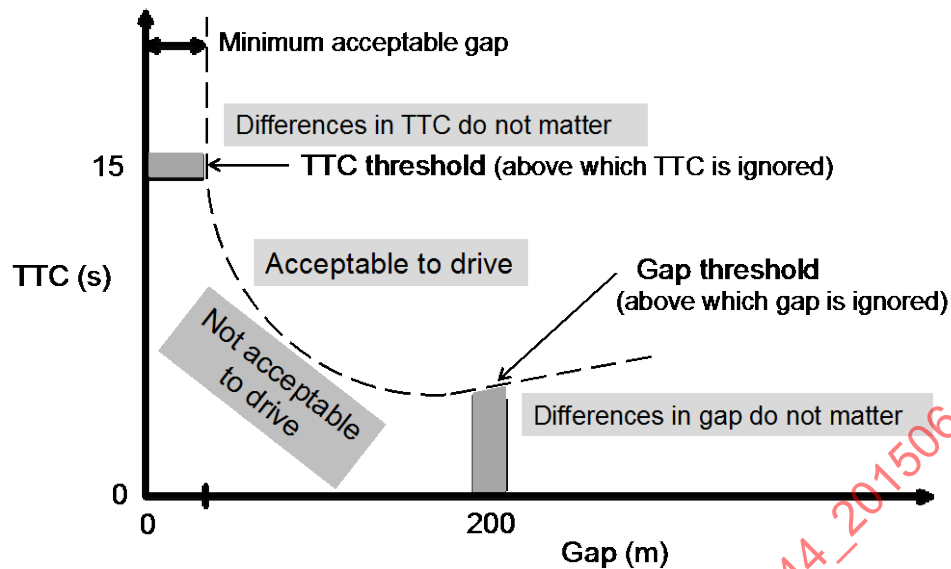 Minimum acceptable gap
Differences in TTC do not matter
15
TTC threshold (above which TTC is ignored)
Acceptable to drive
TTC (s)
Gap threshold
(above which gap is ignored)
Not acceptable
to drive
Differences in gap do not matter
0
0
200
Gap (m)
44_201506